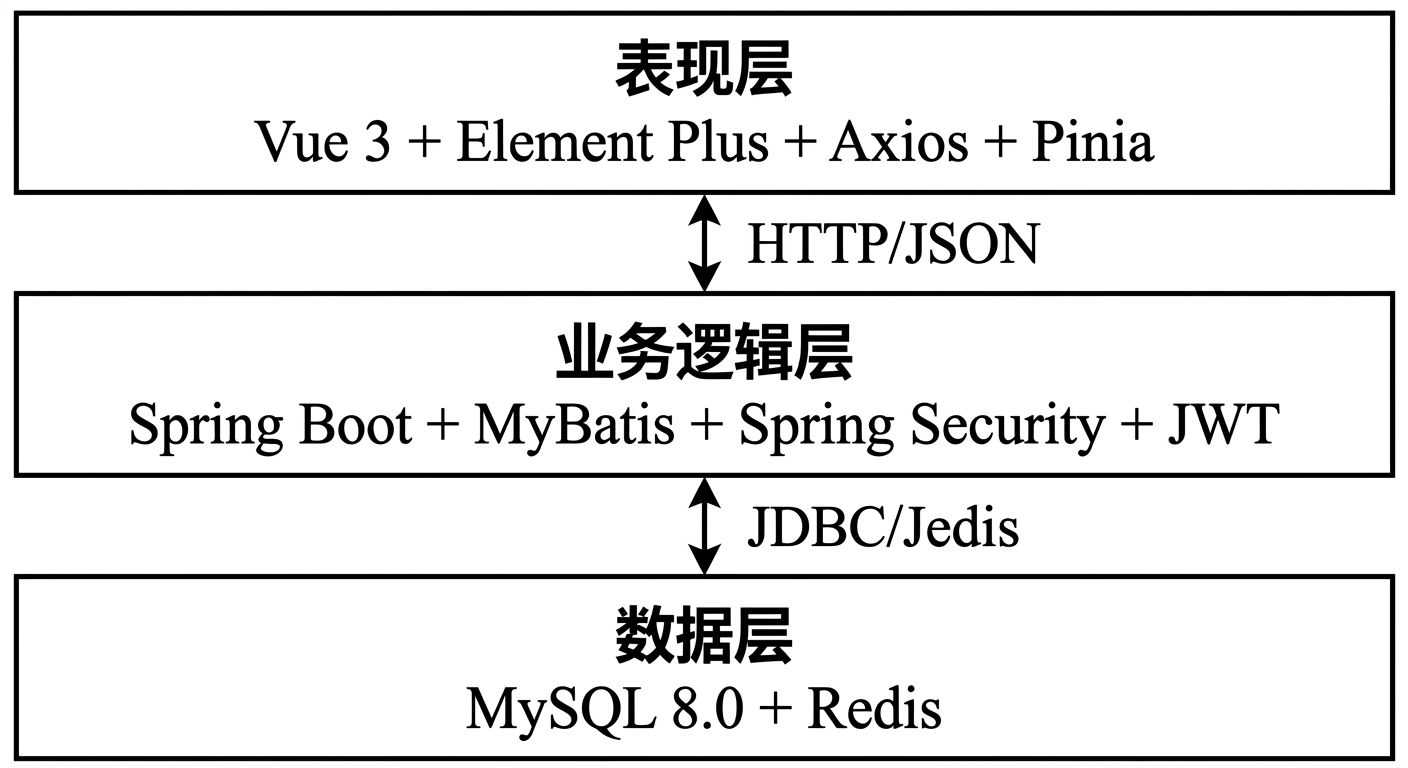 表现层
Vue 3 + Element Plus + Axios + Pinia
HTTP/JSON
业务逻辑层
Spring Boot + MyBatis + Spring Security + JWT
JDBC/Jedis
数据层
MySQL 8.0 + Redis